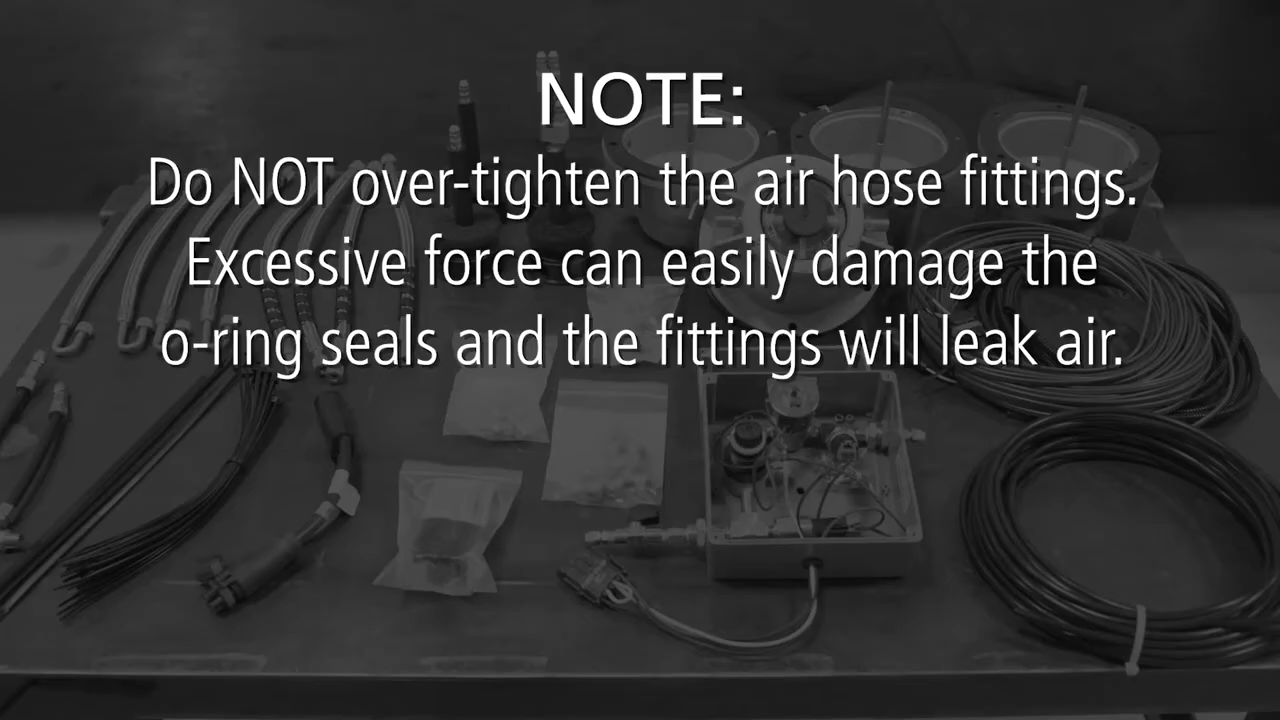 NOTE:
Do NOT over-tighten the air hose fittings.
Excessive force can easily damage the
o-ring seals and the fittings will leak air.